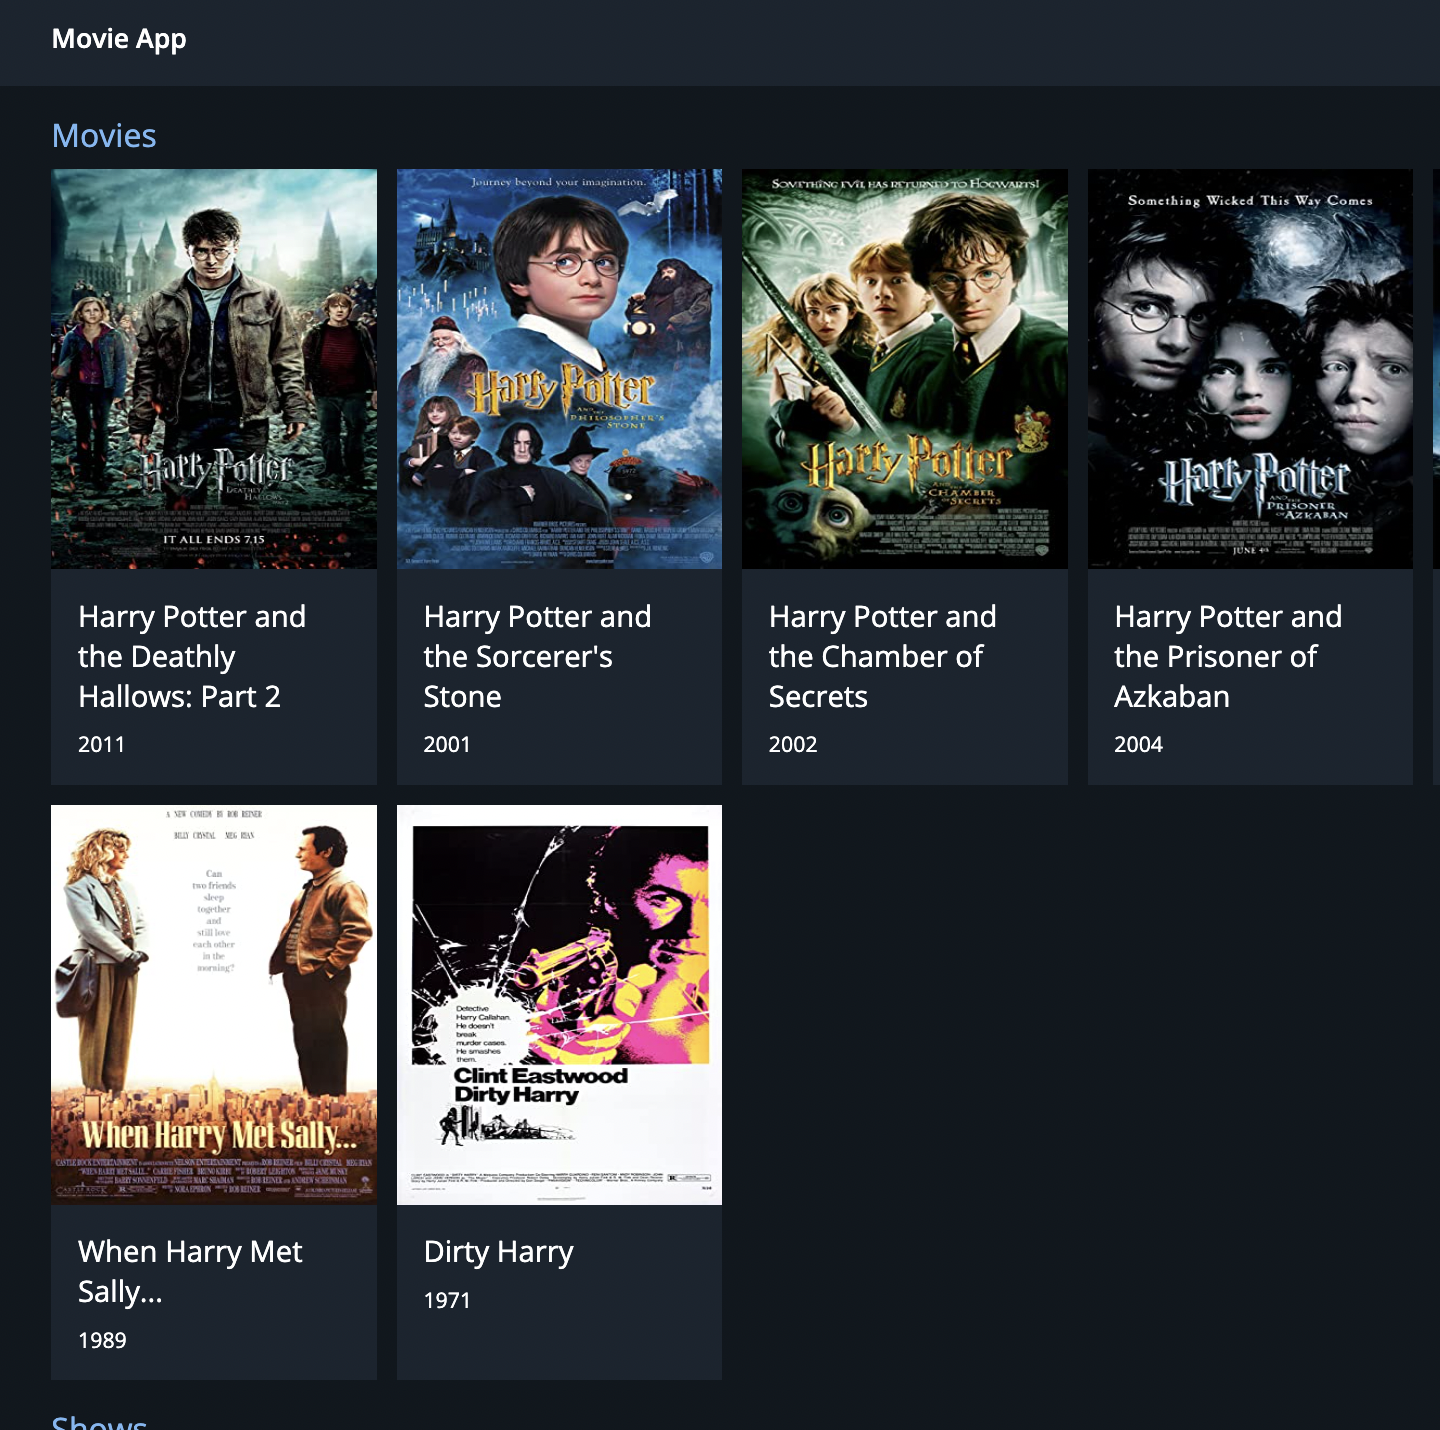 Movie App
Movies
Journey beyond your imagination.
SOMETHING EVIL HAS RETURNED TO HOGWARTS!
Something Wicked This Way Comes
Harry Potter
AND THE
DEATHLY
HALLOWS
IT ALL ENDS 7.15
Harry Potter
AND THE
PHILOSOPHER'S
STONE
Harry Potter
AND THE
CHAMBER
OF SECRETS
Harry Potter
AND THE
PRISONER
OF AZKABAN
JUNE 4th
Harry Potter and
the Deathly
Hallows: Part 2
2011
Harry Potter and
the Sorcerer's
Stone
2001
Harry Potter and
the Chamber of
Secrets
2002
Harry Potter and
the Prisoner of
Azkaban
2004
A NEW COMEDY BY ROB REINER
BILLY CRYSTAL MEG RYAN
Can
two friends
sleep
together
and
still love
each other
in the
morning?
When Harry Met Sally...
Detective
Harry Callahan.
He doesn't
break
murder cases.
He smashes
them.
Clint Eastwood
Dirty Harry
When Harry Met
Sally...
1989
Dirty Harry
1971
Shows